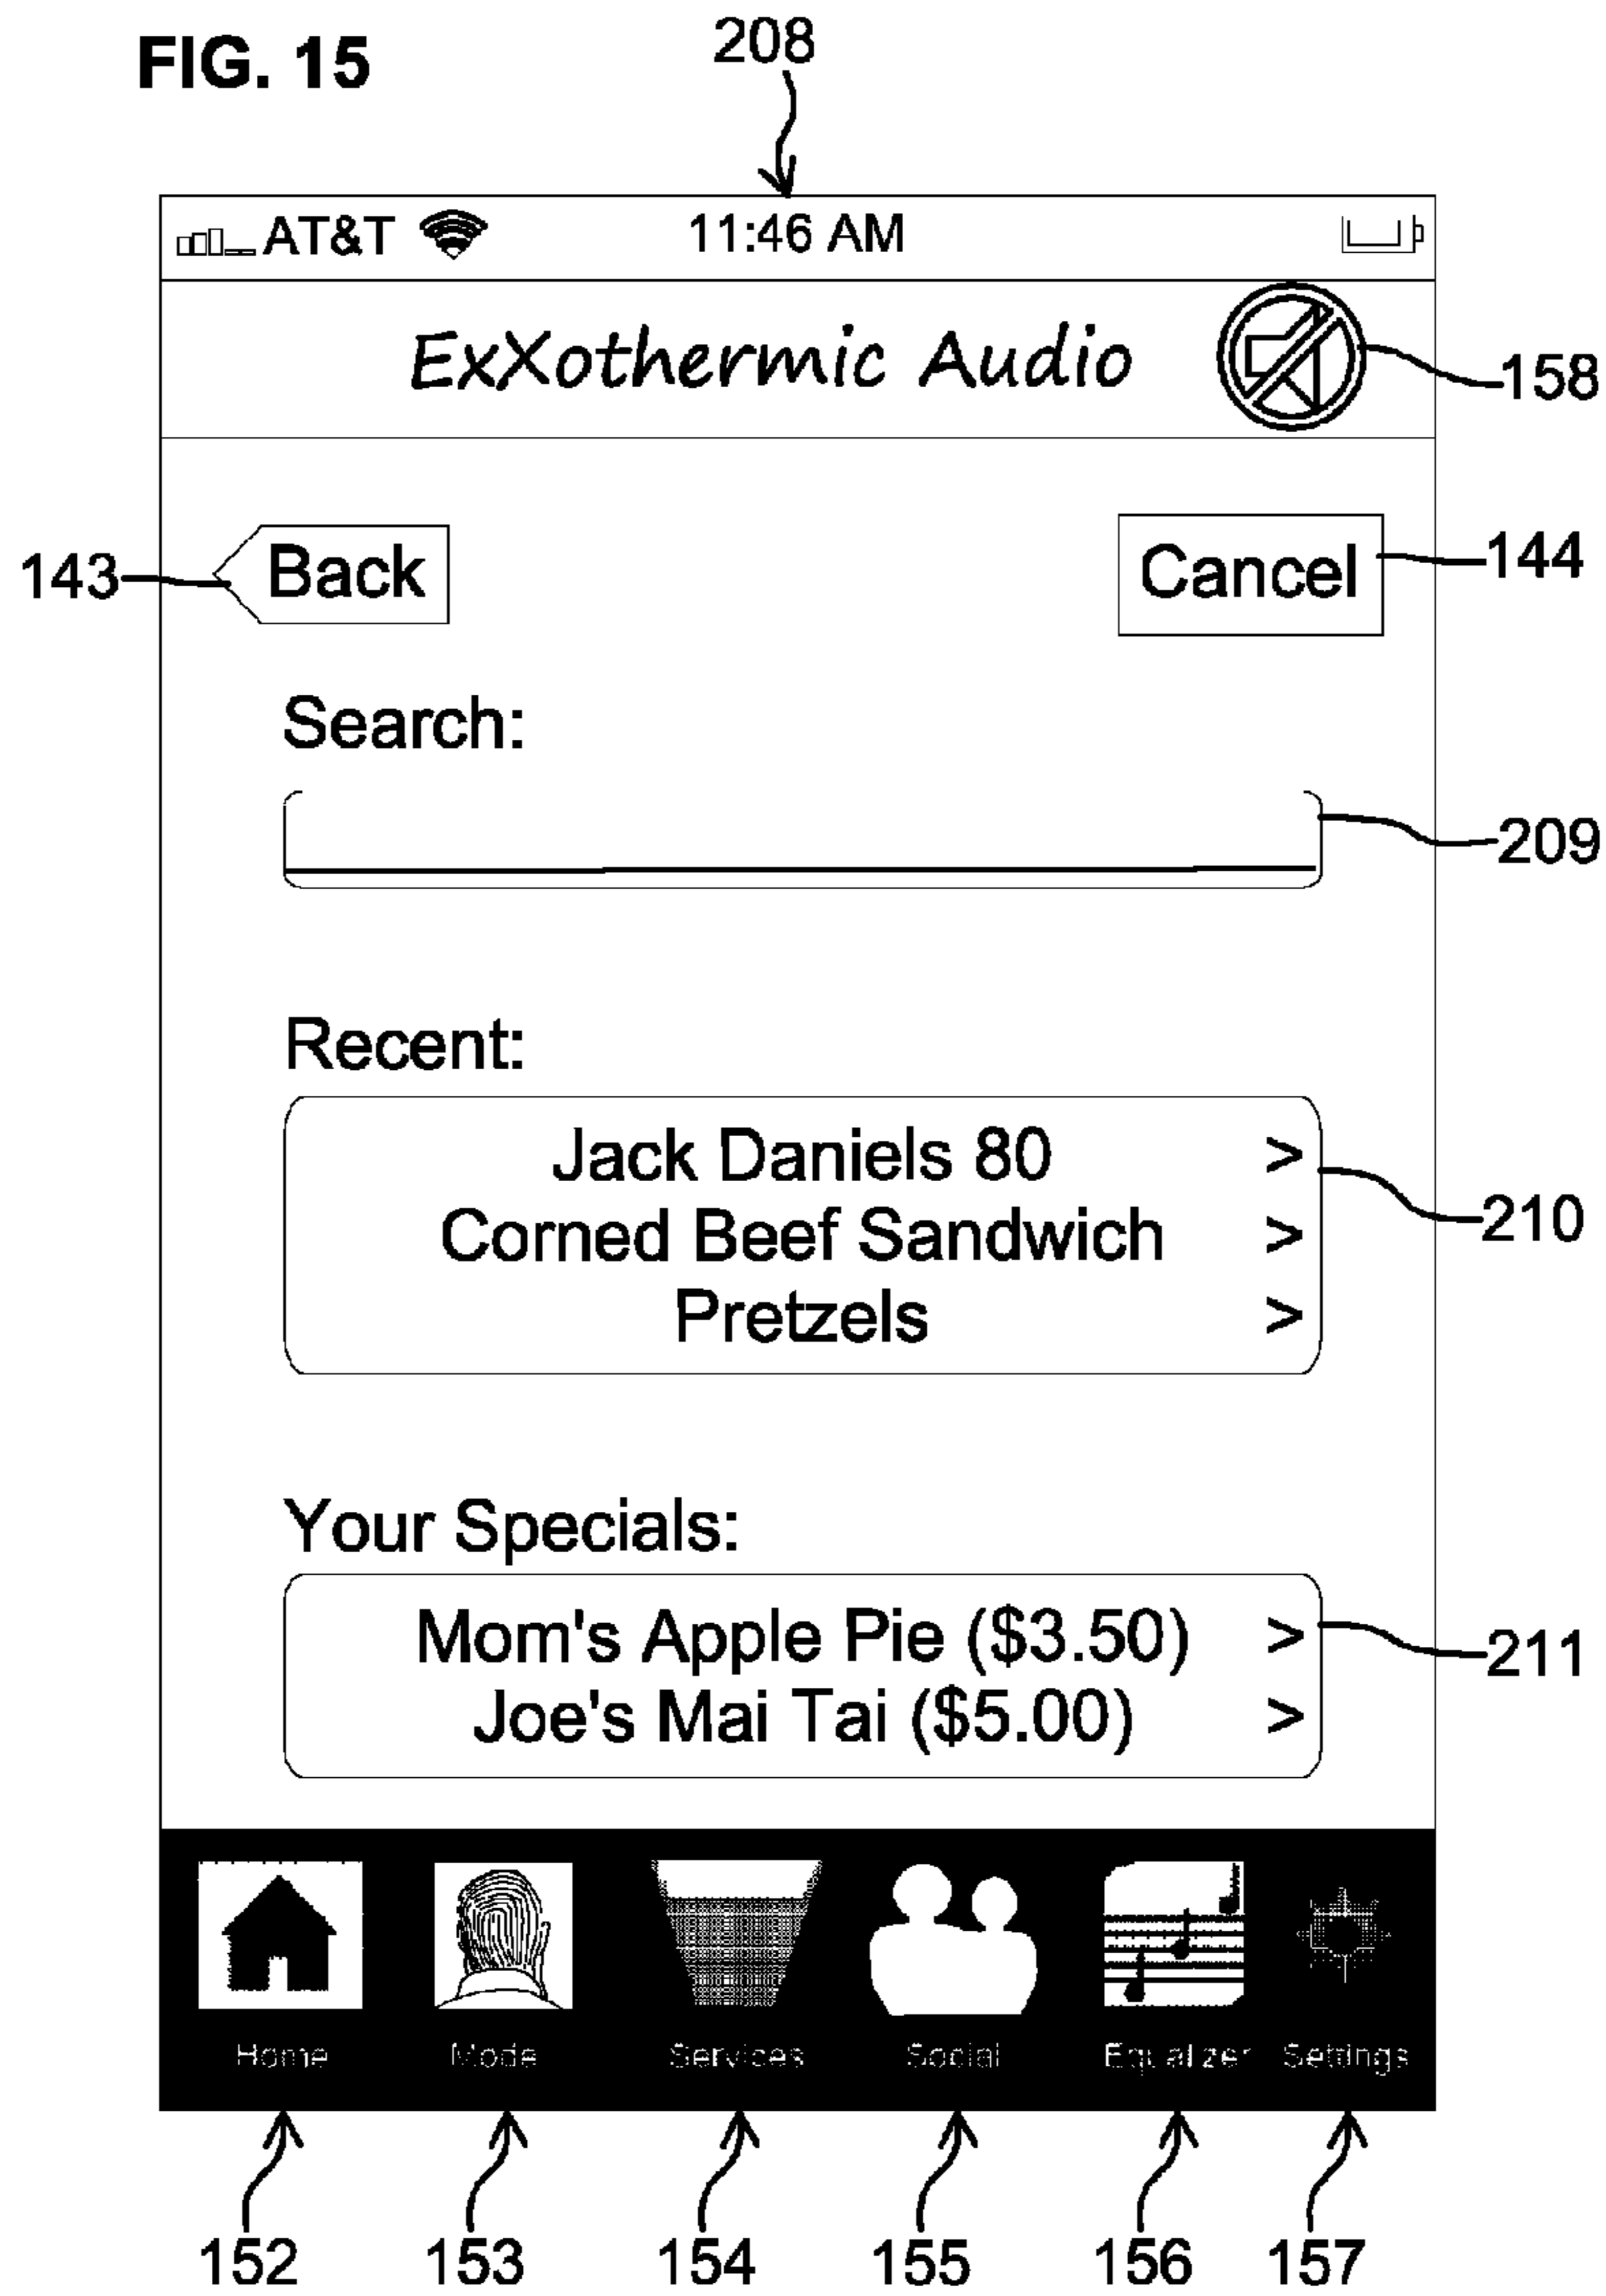 FIG. 15
208
AT&T 11:46 AM
ExXothermic Audio
158
143 Back Cancel 144
Search:
209
Recent:
Jack Daniels 80 >
Corned Beef Sandwich >
210
Pretzels >
Your Specials:
Mom's Apple Pie ($3.50) >
211
Joe's Mai Tai ($5.00) >
Home Mode Services Social Equalizer Settings
152 153 154 155 156 157